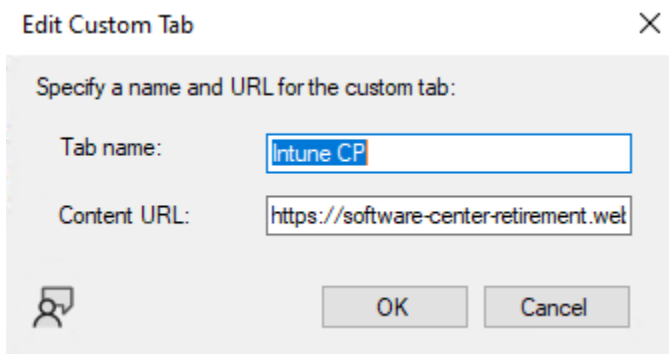 Edit Custom Tab
Specify a name and URL for the custom tab:
Tab name:
Intune CP
Content URL:
https://software-center-retirement.web
OK
Cancel